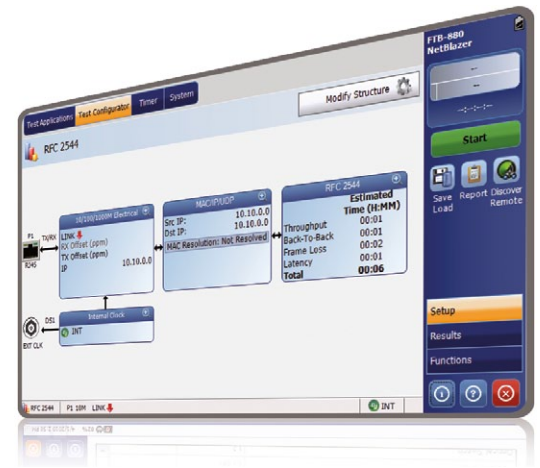 FTB-880
NetBlazer
Test Applications
Test Configurator
Timer
System
RFC 2544
Modify Structure
--
--
--:--:--
Start
Save
Load
Report
Discover
Remote
P1
TX/RX
RJ45
10/100/1000M Electrical
LINK
RX Offset (ppm)
TX Offset (ppm)
IP 10.10.0.0
MAC/IP/UDP
Src IP: 10.10.0.0
Dst IP: 10.10.0.0
MAC Resolution: Not Resolved
RFC 2544
Estimated
Time (H:MM)
Throughput 00:01
Back-To-Back 00:01
Frame Loss 00:02
Latency 00:01
Total 00:06
DS1
EXT CLK
Internal Clock
INT
Setup
Results
Functions
RFC 2544 P1 10M LINK
INT